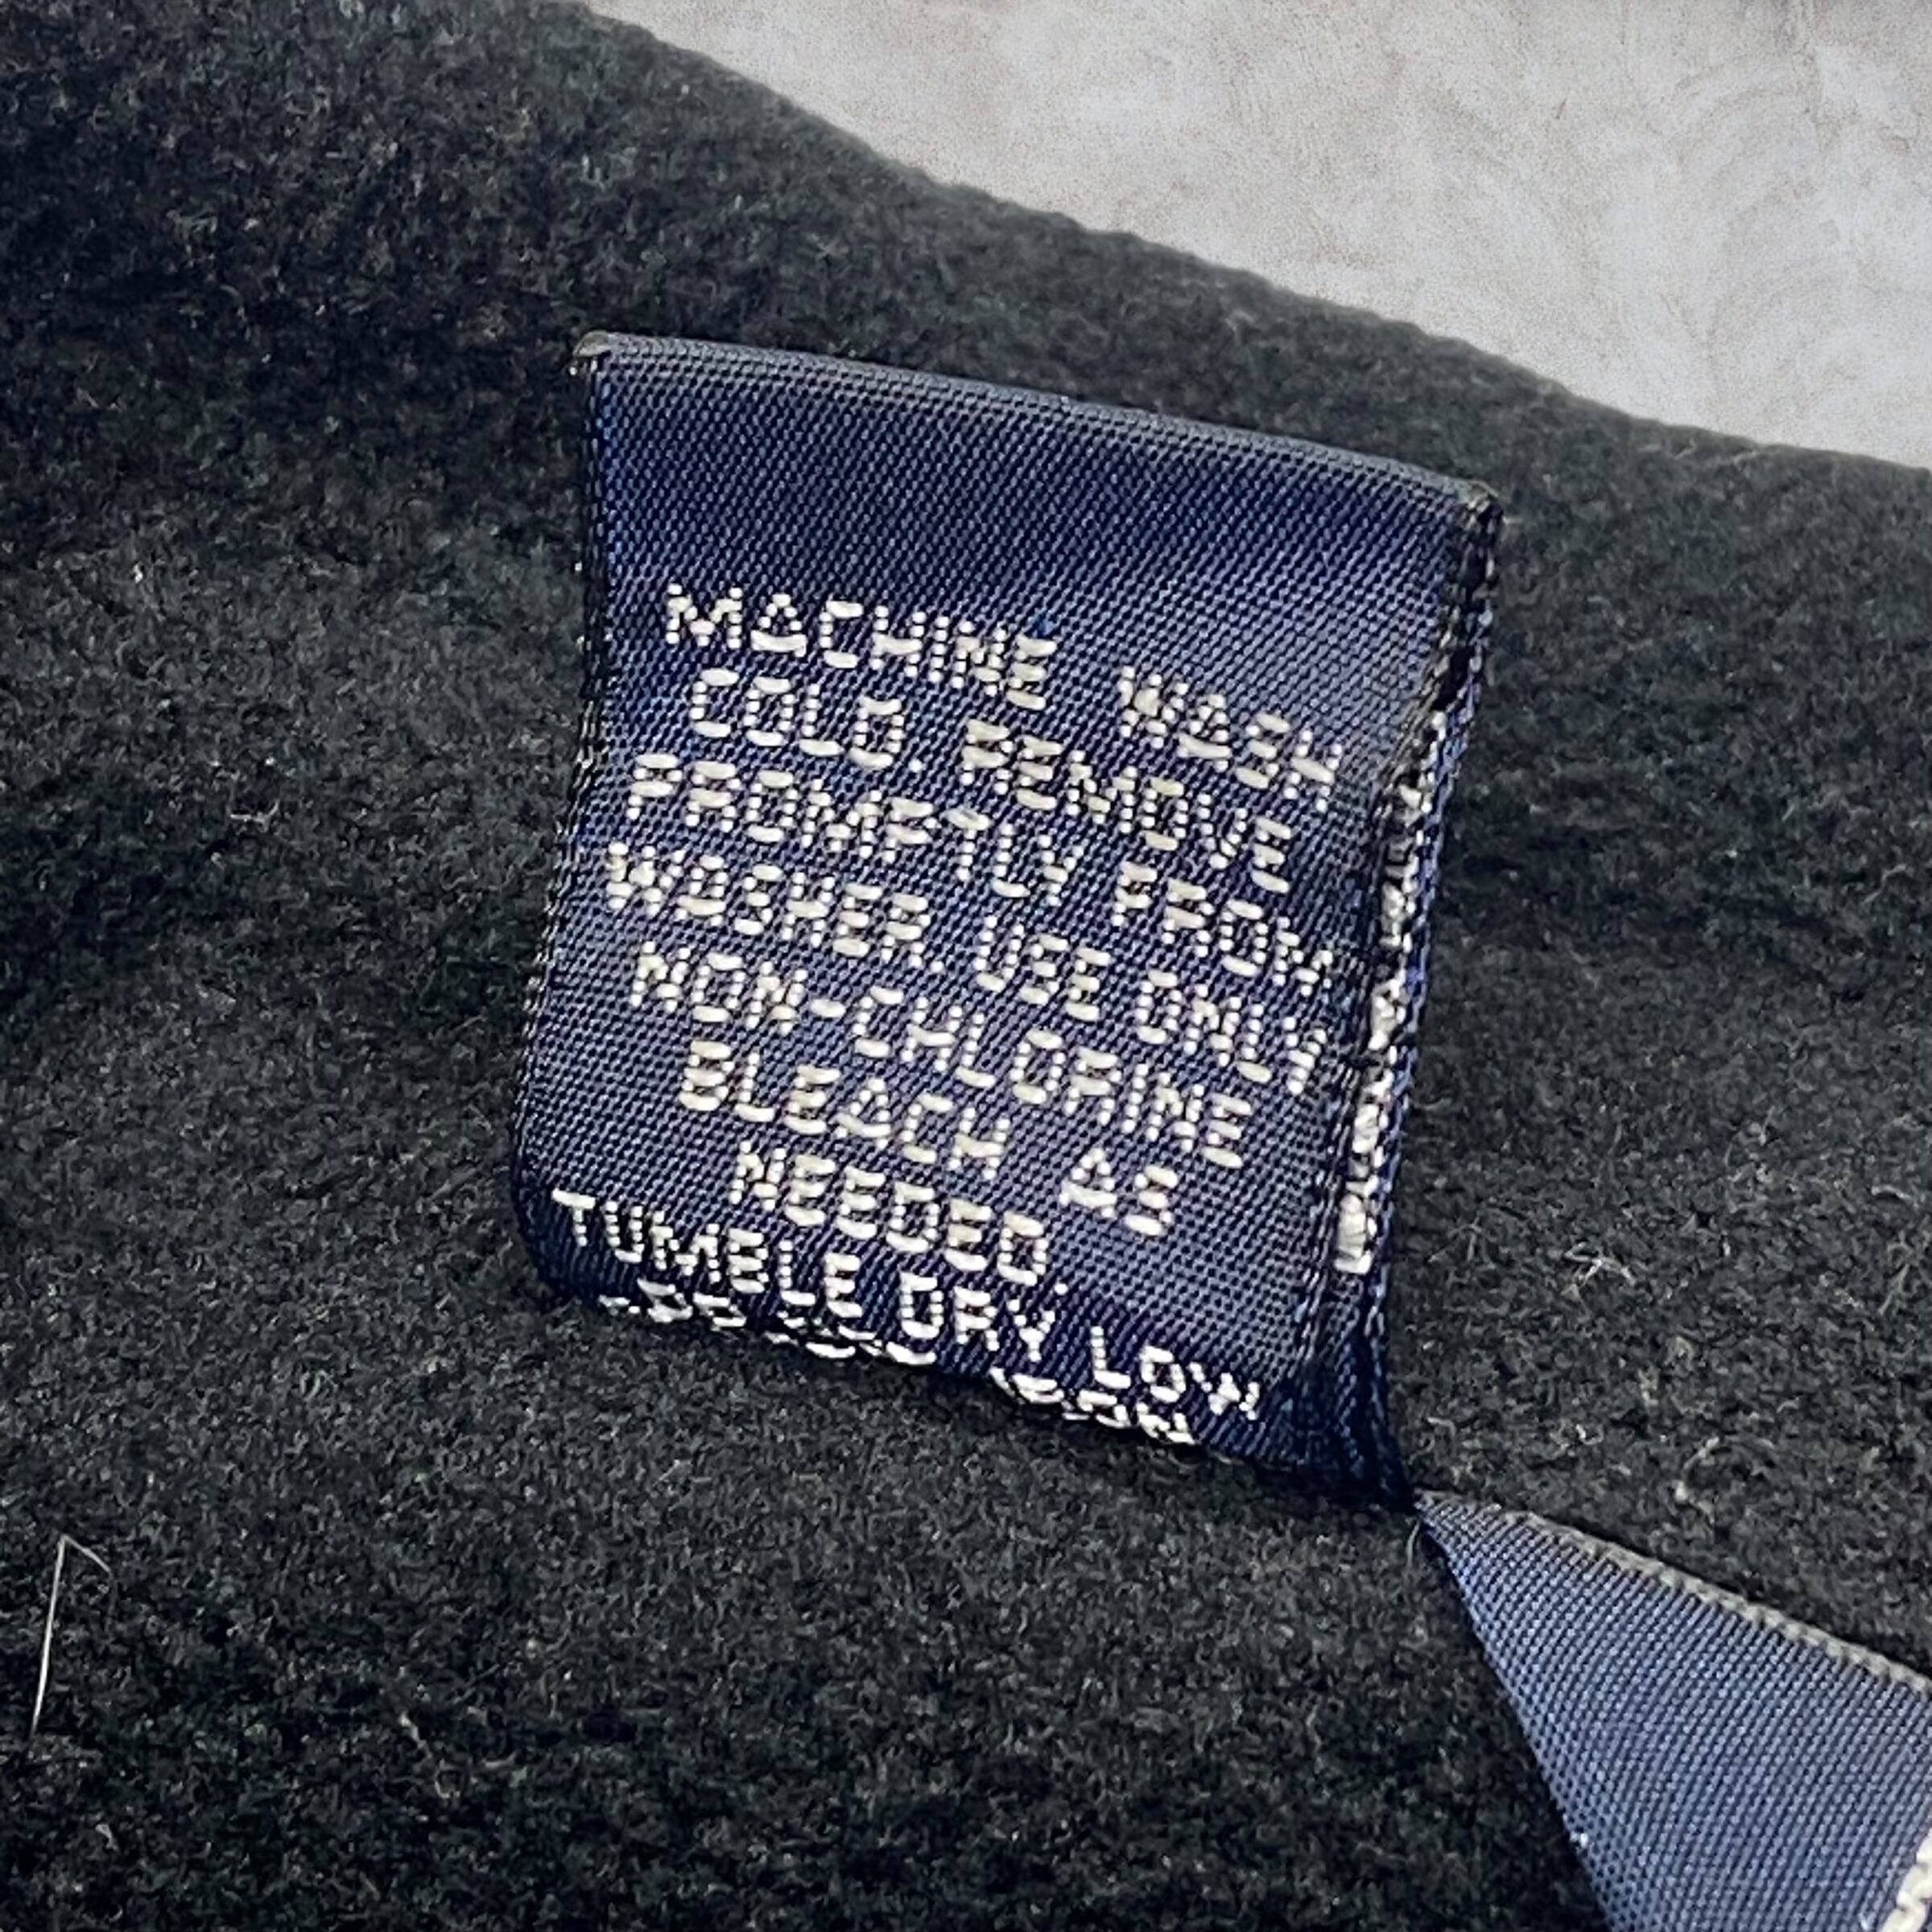 MACHINE WASH
COLD. REMOVE
PROMPTLY FROM
WASHER. USE ONLY
NON-CHLORINE
BLEACH AS
NEEDED.
TUMBLE DRY LOW